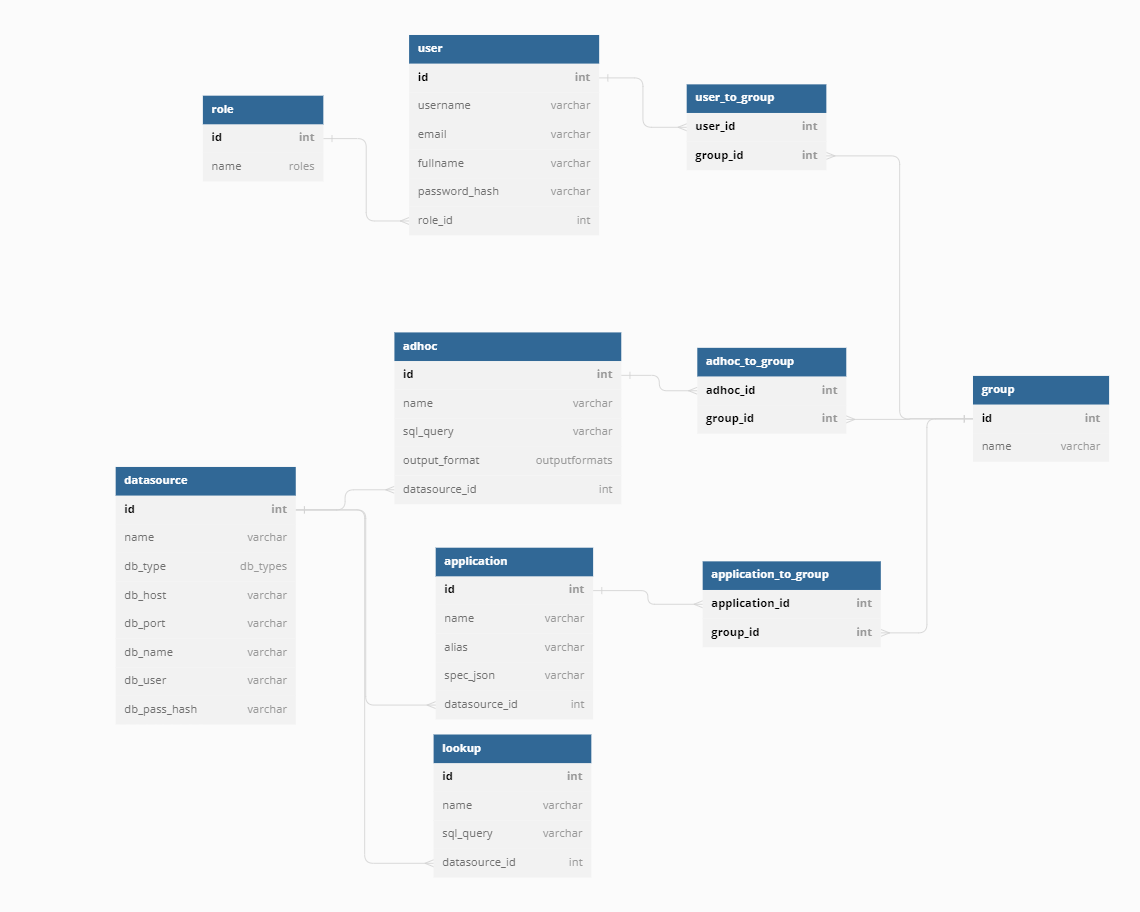 user
id int
username varchar
email varchar
fullname varchar
password_hash varchar
role_id int
role
id int
name roles
user_to_group
user_id int
group_id int
adhoc
id int
name varchar
sql_query varchar
output_format outputformats
datasource_id int
adhoc_to_group
adhoc_id int
group_id int
group
id int
name varchar
datasource
id int
name varchar
db_type db_types
db_host varchar
db_port varchar
db_name varchar
db_user varchar
db_pass_hash varchar
application
id int
name varchar
alias varchar
spec_json varchar
datasource_id int
application_to_group
application_id int
group_id int
lookup
id int
name varchar
sql_query varchar
datasource_id int